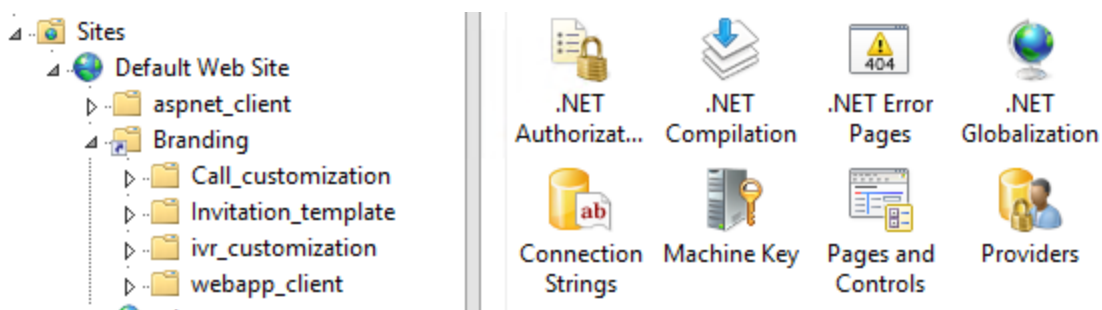 Sites
Default Web Site
aspnet_client
Branding
Call_customization
Invitation_template
ivr_customization
webapp_client
.NET
Authorizat...
.NET
Compilation
404
.NET Error
Pages
.NET
Globalization
ab
Connection
Strings
Machine Key
Pages and
Controls
Providers